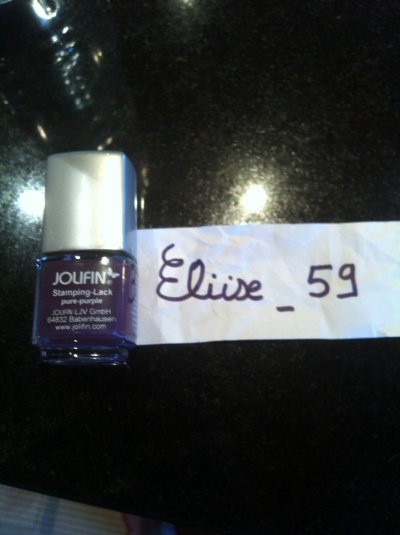 JOLIFIN
Stamping-Lack
pure-purple
JOLIFIN LJV GmbH
64832 Babenhausen
www.jolifin.com
Eliise_59